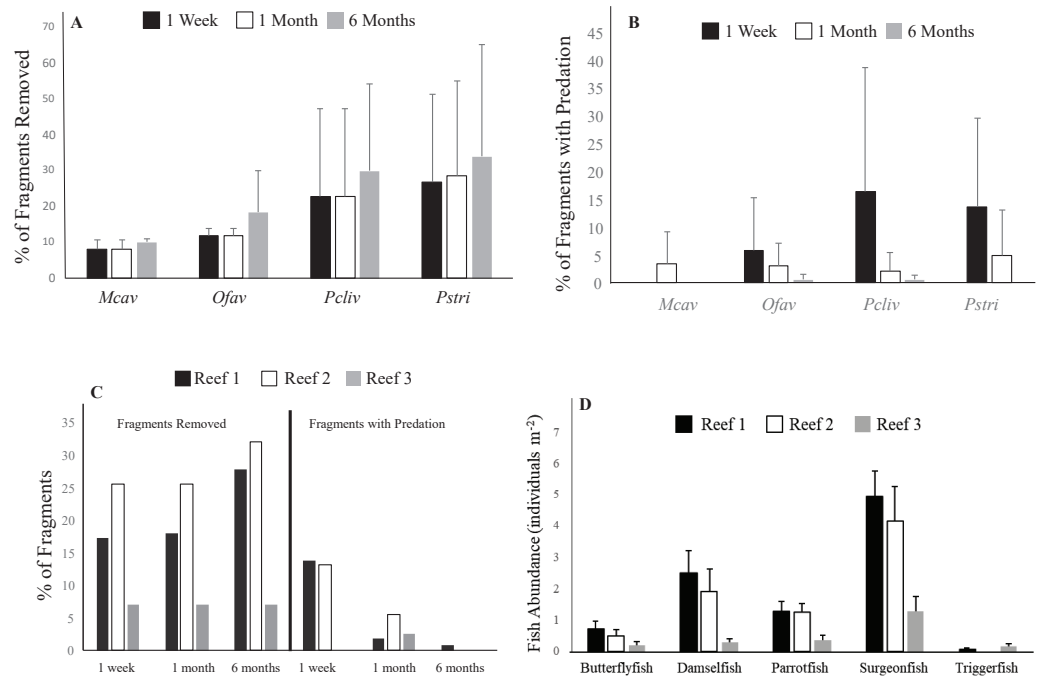 A
1 Week 1 Month 6 Months
% of Fragments Removed
70
60
50
40
30
20
10
0
Mcav Ofav Pcliv Pstri
B
1 Week 1 Month 6 Months
% of Fragments with Predation
45
40
35
30
25
20
15
10
5
0
Mcav Ofav Pcliv Pstri
C
Reef 1 Reef 2 Reef 3
Fragments Removed Fragments with Predation
% of Fragments
35
30
25
20
15
10
5
0
1 week 1 month 6 months 1 week 1 month 6 months
D
Reef 1 Reef 2 Reef 3
Fish Abundance (individuals m⁻²)
7
6
5
4
3
2
1
0
Butterflyfish Damselfish Parrotfish Surgeonfish Triggerfish